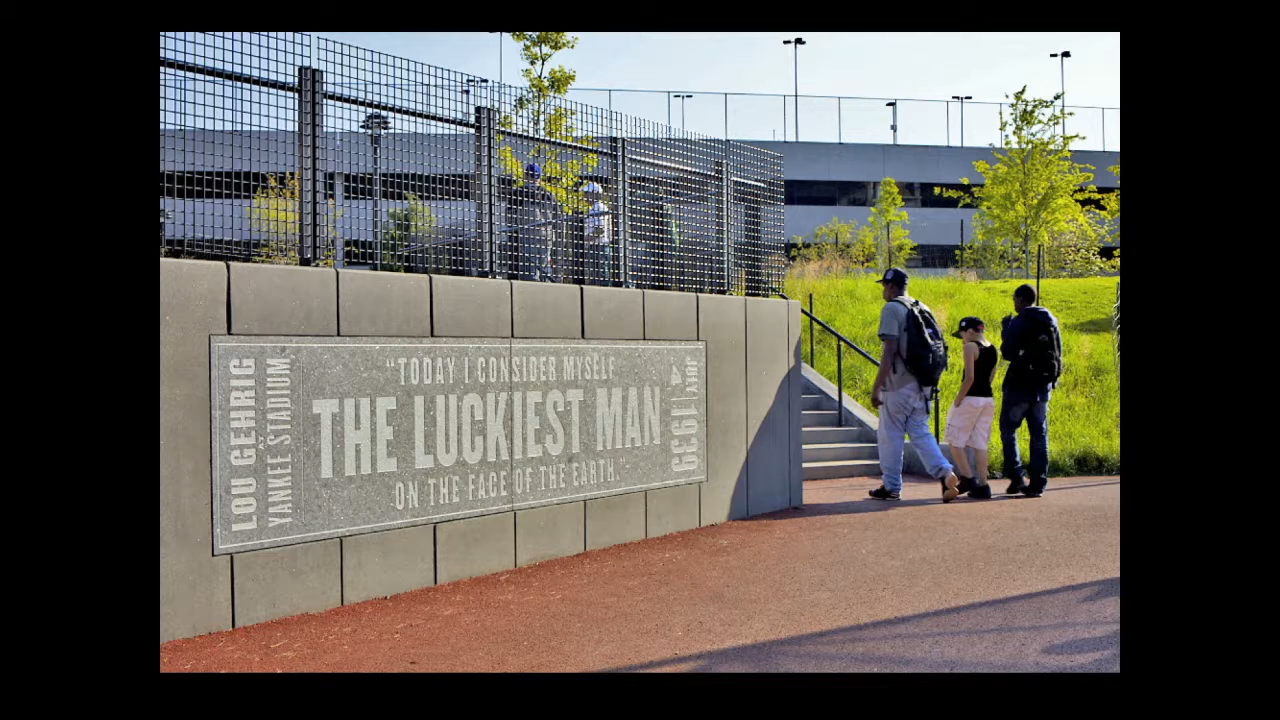 LOU GEHRIG
AT
YANKEE STADIUM,
"TODAY I CONSIDER MYSELF
THE LUCKIEST MAN
ON THE FACE OF THE EARTH."
JULY 4
1939